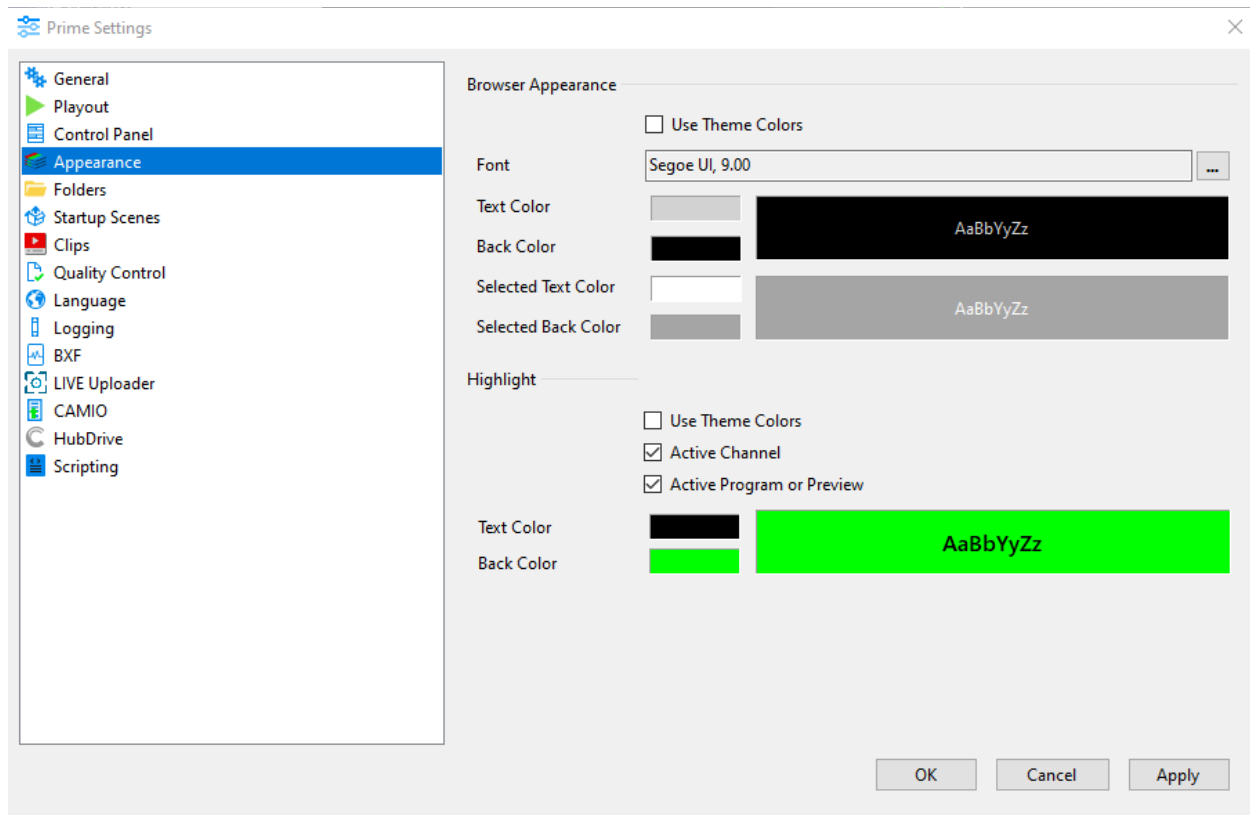 Prime Settings
General
Playout
Control Panel
Appearance
Folders
Startup Scenes
Clips
Quality Control
Language
Logging
BXF
LIVE Uploader
CAMIO
HubDrive
Scripting
Browser Appearance
Use Theme Colors
Font Segoe UI, 9.00 ...
Text Color
AaBbYyZz
Back Color
Selected Text Color
AaBbYyZz
Selected Back Color
Highlight
Use Theme Colors
Active Channel
Active Program or Preview
Text Color
AaBbYyZz
Back Color
OK Cancel Apply